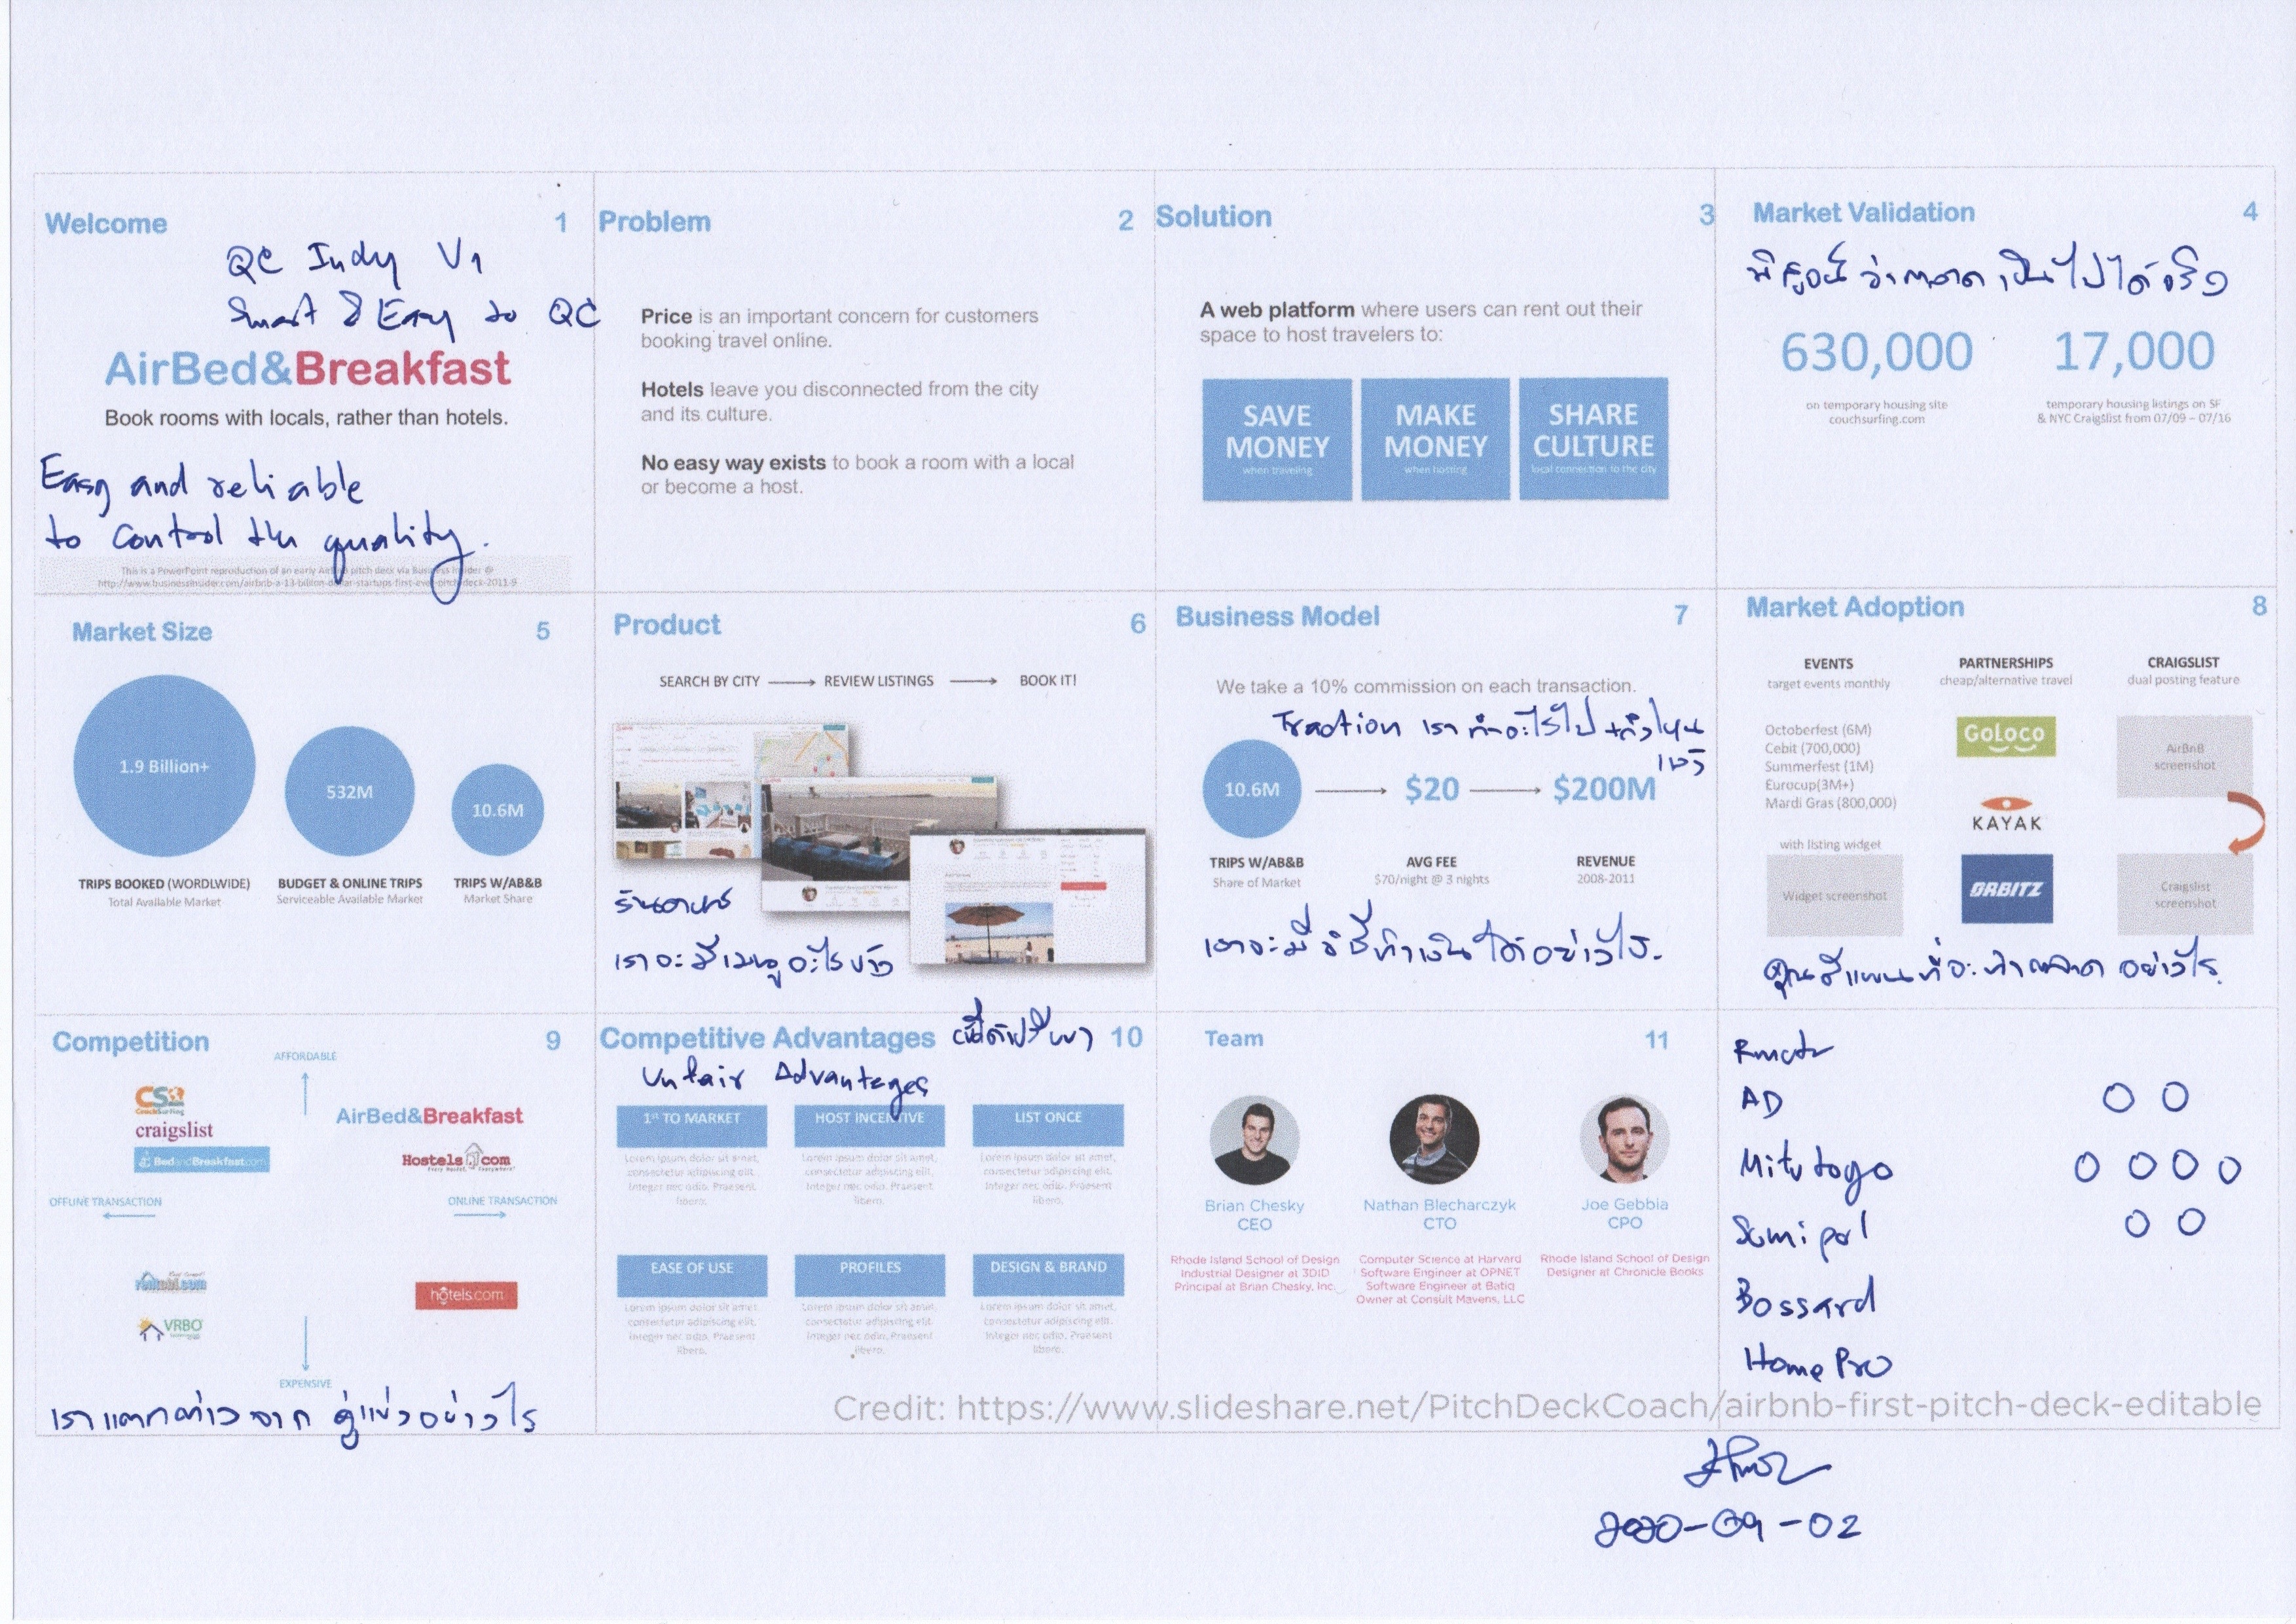 Welcome 1
QC Indy V1
Smart & Easy to QC
AirBed&Breakfast
Book rooms with locals, rather than hotels.
Easy and reliable
to control the quality.
This is a PowerPoint reproduction of an early AirBnB pitch deck via Business Insider @
http://www.businessinsider.com/airbnb-a-13-billion-dollar-startups-first-ever-pitch-deck-2011-9
Problem 2
Price is an important concern for customers
booking travel online.
Hotels leave you disconnected from the city
and its culture.
No easy way exists to book a room with a local
or become a host.
Solution 3
A web platform where users can rent out their
space to host travelers to:
SAVE
MONEY
when traveling
MAKE
MONEY
when hosting
SHARE
CULTURE
local connection to the city
Market Validation 4
พิสูจน์ว่าตลาดเป็นไปได้จริง
630,000
on temporary housing site
couchsurfing.com
17,000
temporary housing listings on SF
& NYC Craigslist from 07/09 – 07/16
Market Size 5
1.9 Billion+
532M
10.6M
TRIPS BOOKED (WORDLWIDE)
Total Available Market
BUDGET & ONLINE TRIPS
Serviceable Available Market
TRIPS W/AB&B
Market Share
Product 6
SEARCH BY CITY
REVIEW LISTINGS
BOOK IT!
ร้านอาหาร
เราจะมีเมนูอะไรบ้าง
Business Model 7
We take a 10% commission on each transaction.
Traction เราทำอะไรไป
10.6M
$20
$200M
TRIPS W/AB&B
Share of Market
AVG FEE
$70/night @ 3 nights
REVENUE
2008-2011
เราจะมีวิธีทำเงินได้อย่างไร
Market Adoption 8
EVENTS
target events monthly
PARTNERSHIPS
cheap/alternative travel
CRAIGSLIST
dual posting feature
Octoberfest (6M)
Cebit (700,000)
Summerfest (1M)
Eurocup(3M+)
Mardi Gras (800,000)
with listing widget
Widget screenshot
GoLoco
KAYAK
ORBITZ
AirBnB
screenshot
Craigslist
screenshot
คุณมีแผนที่จะทำตลาดอย่างไร
Competition 9
AFFORDABLE
CS
CouchSurfing
craigslist
BedandBreakfast.com
AirBed&Breakfast
Hostels.com
OFFLINE TRANSACTION
ONLINE TRANSACTION
rentobi.com
VRBO
hotels.com
EXPENSIVE
เราแตกต่างจากคู่แข่งอย่างไร
Competitive Advantages 10
Unfair Advantages
1st TO MARKET
Lorem ipsum dolor sit amet,
consectetur adipiscing elit.
Integer nec odio. Praesent
libero.
HOST INCENTIVE
Lorem ipsum dolor sit amet,
consectetur adipiscing elit.
Integer nec odio. Praesent
libero.
LIST ONCE
Lorem ipsum dolor sit amet,
consectetur adipiscing elit.
Integer nec odio. Praesent
libero.
EASE OF USE
Lorem ipsum dolor sit amet,
consectetur adipiscing elit.
Integer nec odio. Praesent
libero.
PROFILES
Lorem ipsum dolor sit amet,
consectetur adipiscing elit.
Integer nec odio. Praesent
libero.
DESIGN & BRAND
Lorem ipsum dolor sit amet,
consectetur adipiscing elit.
Integer nec odio. Praesent
libero.
Team 11
Brian Chesky
CEO
Rhode Island School of Design
Industrial Designer at 3DID
Principal at Brian Chesky, Inc.
Nathan Blecharczyk
CTO
Computer Science at Harvard
Software Engineer at OPNET
Software Engineer at Batiq
Owner at Consult Mavens, LLC
Joe Gebbia
CPO
Rhode Island School of Design
Designer at Chronicle Books
AD
Mitutogo
Bossard
HomePro
Credit: https://www.slideshare.net/PitchDeckCoach/airbnb-first-pitch-deck-editable
2020-09-02